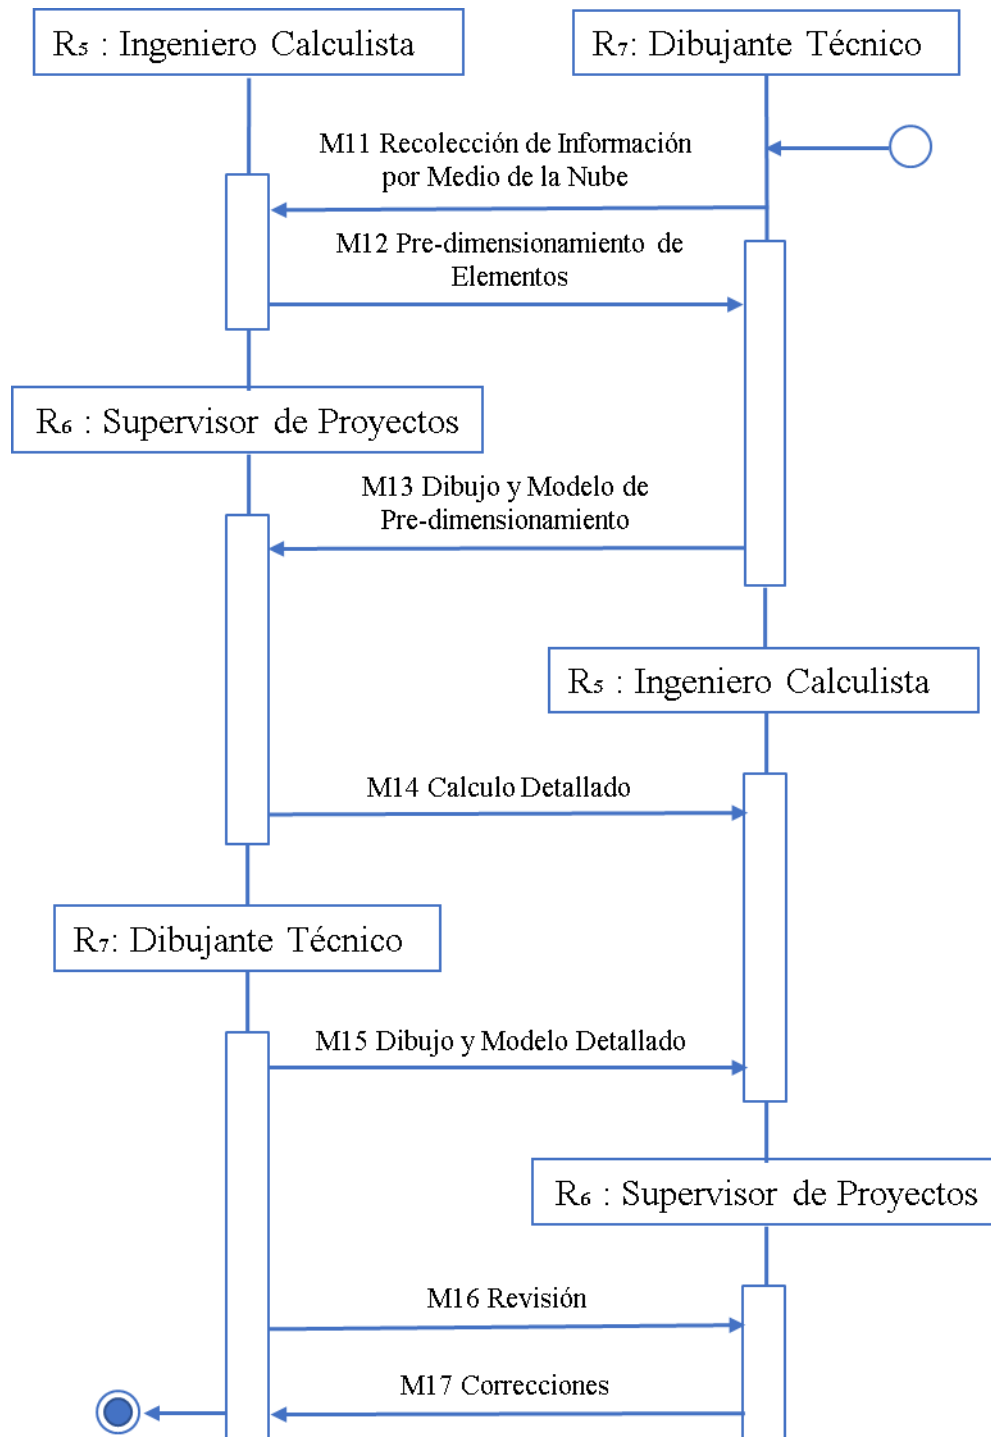 R₅ : Ingeniero Calculista
R₇: Dibujante Técnico
M11 Recolección de Información
por Medio de la Nube
M12 Pre-dimensionamiento de
Elementos
R₆ : Supervisor de Proyectos
M13 Dibujo y Modelo de
Pre-dimensionamiento
R₅ : Ingeniero Calculista
M14 Calculo Detallado
R₇: Dibujante Técnico
M15 Dibujo y Modelo Detallado
R₆ : Supervisor de Proyectos
M16 Revisión
M17 Correcciones